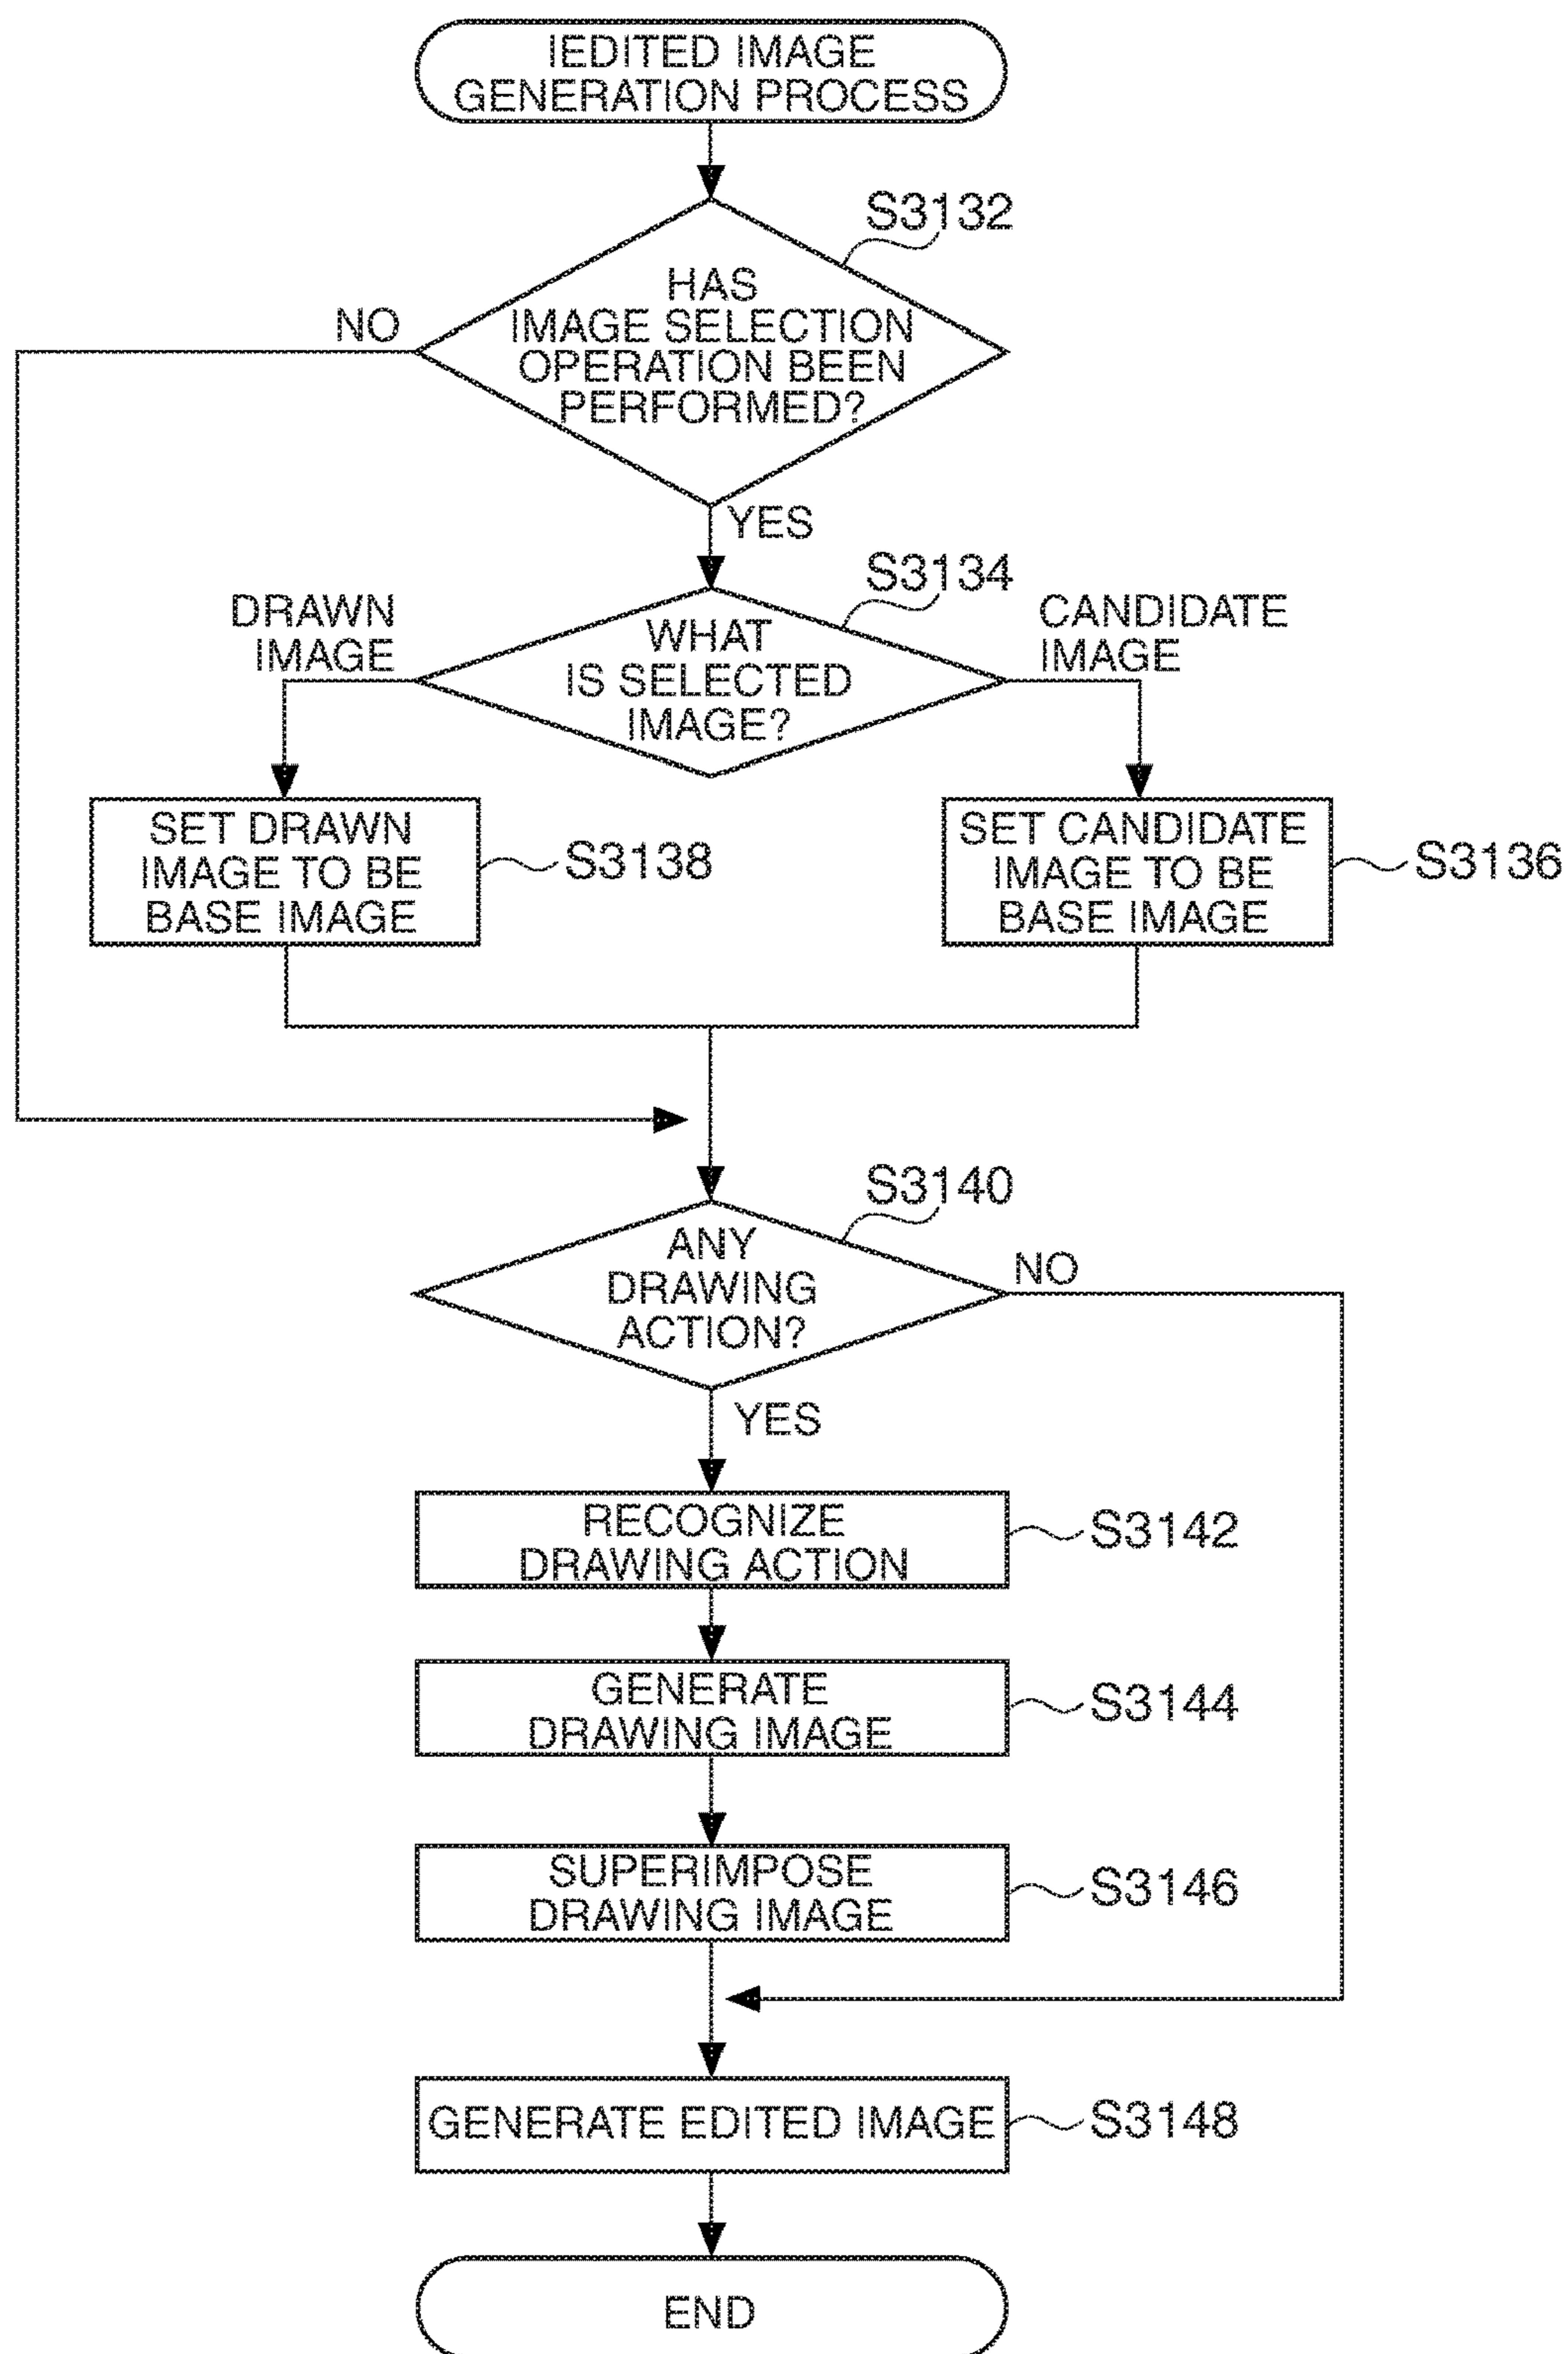 IEDITED IMAGE
GENERATION PROCESS
S3132
HAS
IMAGE SELECTION
OPERATION BEEN
PERFORMED?
NO
YES
S3134
DRAWN
IMAGE
WHAT
IS SELECTED
IMAGE?
CANDIDATE
IMAGE
SET DRAWN
IMAGE TO BE
BASE IMAGE
S3138
SET CANDIDATE
IMAGE TO BE
BASE IMAGE
S3136
S3140
ANY
DRAWING
ACTION?
NO
YES
RECOGNIZE
DRAWING ACTION
S3142
GENERATE
DRAWING IMAGE
S3144
SUPERIMPOSE
DRAWING IMAGE
S3146
GENERATE EDITED IMAGE
S3148
END